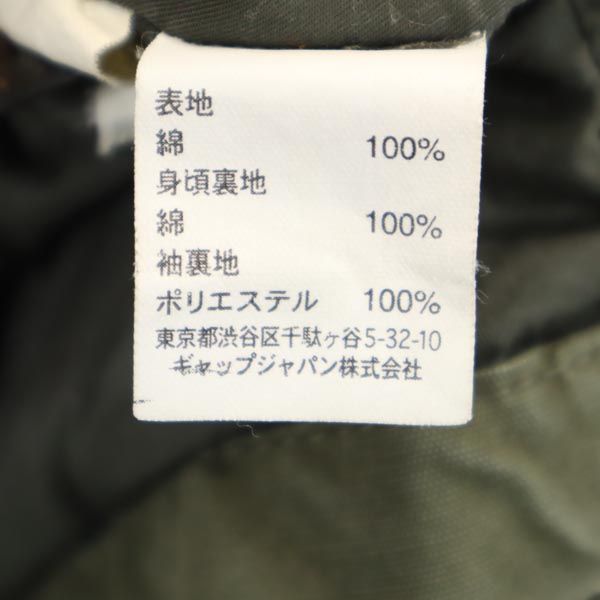 表地
綿 100%
身頃裏地
綿 100%
袖裏地
ポリエステル 100%
東京都渋谷区千駄ヶ谷5-32-10
ギャップジャパン株式会社